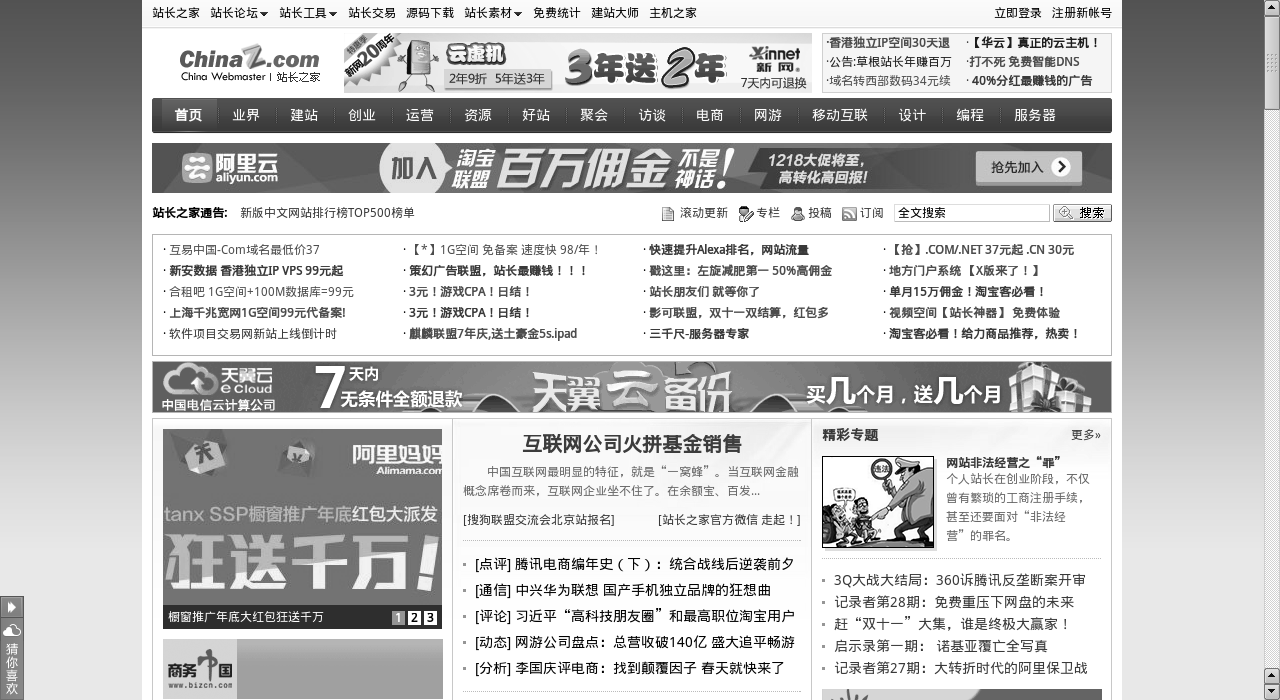 站长之家 站长论坛 站长工具 站长交易 源码下载 站长素材 免费统计 建站大师 主机之家 立即登录 注册新帐号
ChinaZ.com
China Webmaster | 站长之家
特惠季
新网20周年
云虚机
2年9折 5年送3年
3年送2年
Xinnet
新网
7天内可退换
·香港独立IP空间30天退 ·【华云】真正的云主机！
·公告:草根站长年赚百万 ·打不死 免费智能DNS
·域名转西部数码34元续 · 40%分红最赚钱的广告
首页 业界 建站 创业 运营 资源 好站 聚会 访谈 电商 网游 移动互联 设计 编程 服务器
阿里云
aliyun.com
加入 淘宝联盟 百万佣金 不是神话！
1218大促将至，
高转化高回报!
抢先加入
站长之家通告: 新版中文网站排行榜TOP500榜单 滚动更新 专栏 投稿 订阅 全文搜索 搜索
· 互易中国-Com域名最低价37 ·【*】1G空间 免备案 速度快 98/年！ · 快速提升Alexa排名，网站流量 ·【抢】.COM/.NET 37元起 .CN 30元
· 新安数据 香港独立IP VPS 99元起 · 策幻广告联盟，站长最赚钱！！！ · 戳这里：左旋减肥第一 50%高佣金 · 地方门户系统 【X版来了！】
· 合租吧 1G空间+100M数据库=99元 · 3元！游戏CPA！日结！ · 站长朋友们 就等你了 · 单月15万佣金！淘宝客必看！
· 上海千兆宽网1G空间99元代备案! · 3元！游戏CPA！日结！ · 影可联盟，双十一双结算，红包多 · 视频空间【站长神器】 免费体验
· 软件项目交易网新站上线倒计时 · 麒麟联盟7年庆,送土豪金5s.ipad · 三千尺-服务器专家 · 淘宝客必看！给力商品推荐，热卖！
天翼云
e Cloud
中国电信云计算公司
7天内
无条件全额退款
天翼云备份
买几个月，送几个月
阿里妈妈
Alimama.com
tanx SSP橱窗推广年底红包大派发
狂送千万!
橱窗推广年底大红包狂送千万 1 2 3
商务中国
www.bizcn.com
互联网公司火拼基金销售
中国互联网最明显的特征，就是“一窝蜂”。当互联网金融
概念席卷而来，互联网企业坐不住了。在余额宝、百发...
[搜狗联盟交流会北京站报名] [站长之家官方微信 走起！]
[点评] 腾讯电商编年史（下）：统合战线后逆袭前夕
[通信] 中兴华为联想 国产手机独立品牌的狂想曲
[评论] 习近平“高科技朋友圈”和最高职位淘宝用户
[动态] 网游公司盘点：总营收破140亿 盛大追平畅游
[分析] 李国庆评电商：找到颠覆因子 春天就快来了
精彩专题 更多»
违法
网站非法经营之“罪”
个人站长在创业阶段，不仅
曾有繁琐的工商注册手续，
甚至还要面对“非法经
营”的罪名。
3Q大战大结局：360诉腾讯反垄断案开审
记录者第28期：免费重压下网盘的未来
赶“双十一”大集，谁是终极大赢家！
启示录第一期： 诺基亚覆亡全写真
记录者第27期：大转折时代的阿里保卫战
猜你喜欢